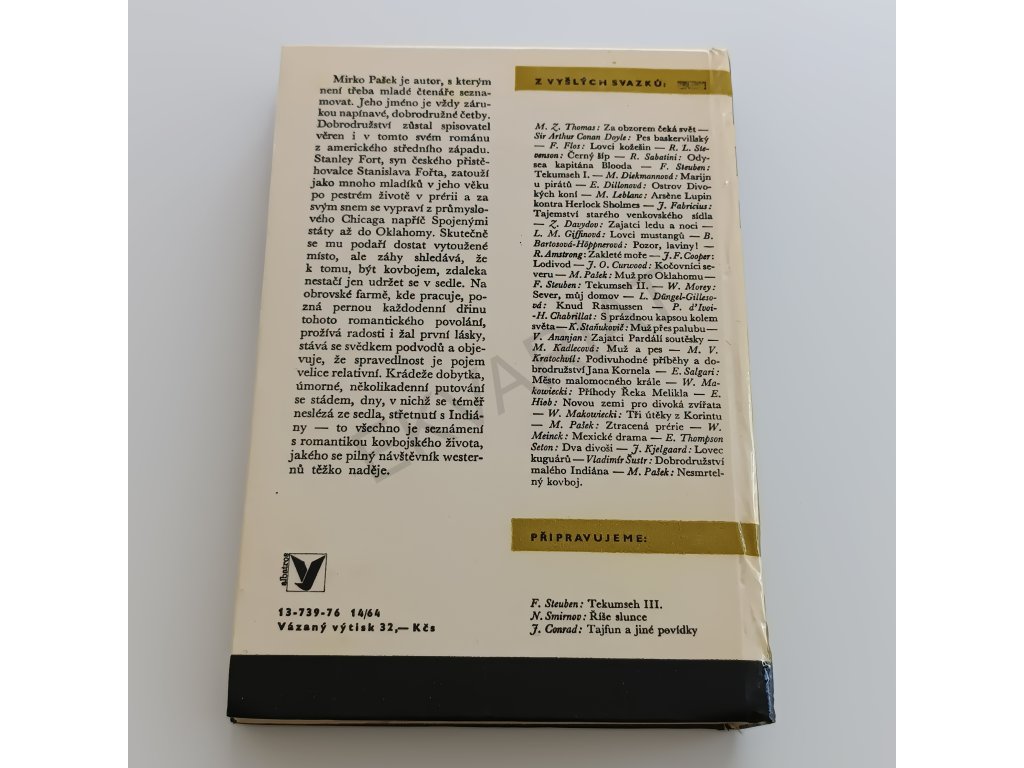 Mirko Pašek je autor, s kterým
není třeba mladé čtenáře sezna-
movat. Jeho jméno je vždy záru-
kou napínavé, dobrodružné četby.
Dobrodružství zůstal spisovatel
věren i v tomto svém románu
z amerického středního západu.
Stanley Fort, syn českého přistě-
hovalce Stanislava Fořta, zatouží
jako mnoho mladíků v jeho věku
po pestrém životě v prérii a za
svým snem se vypraví z průmyslo-
vého Chicaga napříč Spojenými
státy až do Oklahomy. Skutečně
se mu podaří dostat vytoužené
místo, ale záhy shledává, že
k tomu, být kovbojem, zdaleka
nestačí jen udržet se v sedle. Na
obrovské farmě, kde pracuje, po-
zná pernou každodenní dřinu
tohoto romantického povolání,
prožívá radosti i žal první lásky,
stává se svědkem podvodů a obje-
vuje, že spravedlnost je pojem
velice relativní. Krádeže dobytka,
úmorné, několikadenní putování
se stádem, dny, v nichž se téměř
neslézá ze sedla, střetnutí s Indiá-
ny — to všechno je seznámení
s romantikou kovbojského života,
jakého se pilný návštěvník wester-
nů těžko naděje.
albatros
13-739-76 14/64
Vázaný výtisk 32,— Kčs
Z VYŠLÝCH SVAZKŮ:
M. Z. Thomas: Za obzorem čeká svět —
Sir Arthur Conan Doyle: Pes baskervillský
— F. Flos: Lovci kožešin — R. L. Ste-
venson: Černý šíp — R. Sabatini: Ody-
sea kapitána Blooda — F. Steuben:
Tekumseh I. — M. Diekmannová: Marijn
u pirátů — E. Dillonová: Ostrov Divo-
kých koní — M. Leblanc: Arsène Lupin
kontra Herlock Sholmes — J. Fabricius:
Tajemství starého venkovského sídla
— Z. Davydov: Zajatci ledu a noci —
L. M. Giffinová: Lovci mustangů — B.
Bartosová-Höppnerová: Pozor, laviny! —
R. Amstrong: Zakleté moře — J. F. Cooper:
Lodivod — J. O. Curwood: Kočovníci se-
veru — M. Pašek: Muž pro Oklahomu —
F. Steuben: Tekumseh II. — W. Morey:
Sever, můj domov — L. Düngel-Gilleso-
vá: Knud Rasmussen — P. d'Ivoi-
-H. Chabrillat: S prázdnou kapsou kolem
světa — K. Staňukovič: Muž přes palubu —
V. Ananjan: Zajatci Pardálí soutěsky —
M. Kadlecová: Muž a pes — M. V.
Kratochvíl: Podivuhodné příběhy a do-
brodružství Jana Kornela — E. Salgari:
Město malomocného krále — W. Ma-
kowiecki: Příhody Řeka Melikla — E.
Hieb: Novou zemi pro divoká zvířata
— W. Makowiecki: Tři útěky z Korintu
— M. Pašek: Ztracená prérie — W.
Meinck: Mexické drama — E. Thompson
Seton: Dva divoši — J. Kjelgaard: Lovec
kuguárů — Vladimír Šustr: Dobrodružství
malého Indiána — M. Pašek: Nesmrtel-
ný kovboj.
PŘIPRAVUJEME:
F. Steuben: Tekumseh III.
N. Smirnov: Říše slunce
J. Conrad: Tajfun a jiné povídky